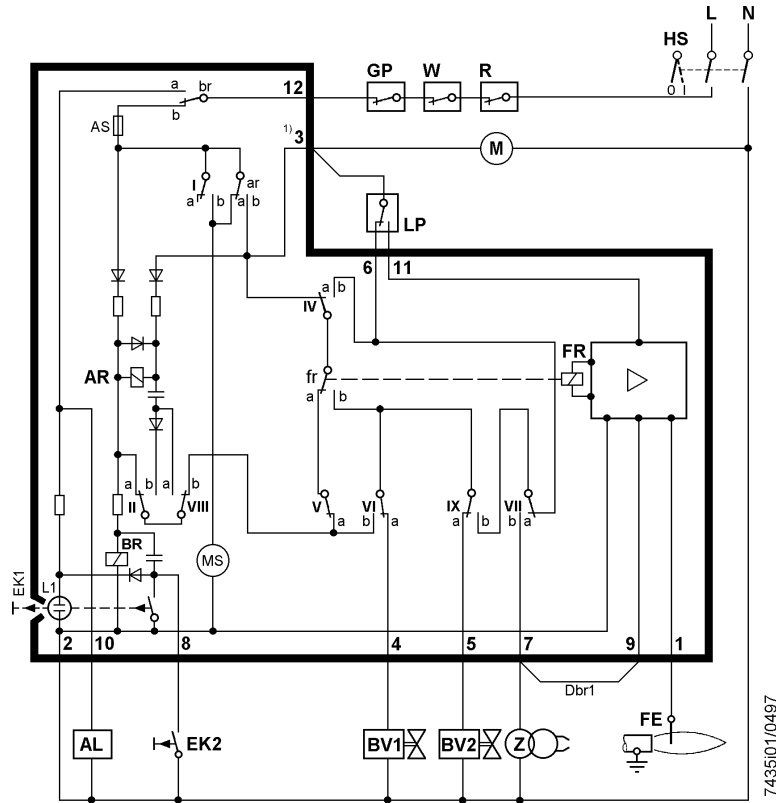 L N
HS
GP W R
0 I
a br 12
b
AS
1) 3
M
I ar
a b a b
LP
6 11
a b
IV
FR
AR
fr
a b
a b a b
II VIII
V VI IX VII
a b a a b b a
BR
MS
EK1
L1
2 10 8 4 5 7 9 1
Dbr1
FE
AL EK2 BV1 BV2 Z
7435i01/0497